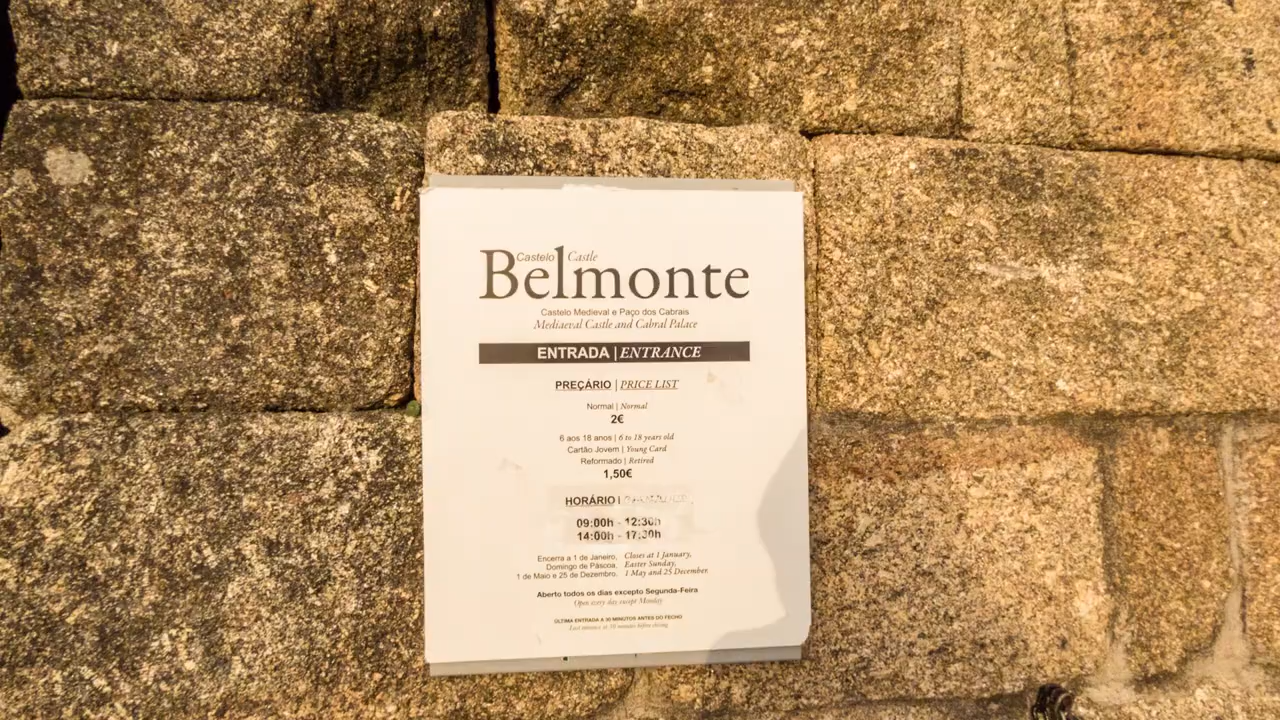 Castelo Castle
Belmonte
Castelo Medieval e Paço dos Cabrais
Mediaeval Castle and Cabral Palace
ENTRADA | ENTRANCE
PREÇÁRIO | PRICE LIST
Normal | Normal
2€
6 aos 18 anos | 6 to 18 years old
Cartão Jovem | Young Card
Reformado | Retired
1,50€
HORÁRIO |
09:00h - 12:30h
14:00h - 17:30h
Encerra a 1 de Janeiro, Closes at 1 January,
Domingo de Páscoa, Easter Sunday,
1 de Maio e 25 de Dezembro. 1 May and 25 December.
Aberto todos os dias excepto Segunda-Feira
Open every day except Monday
ÚLTIMA ENTRADA A 30 MINUTOS ANTES DO FECHO
Last entrance at 30 minutes before closing